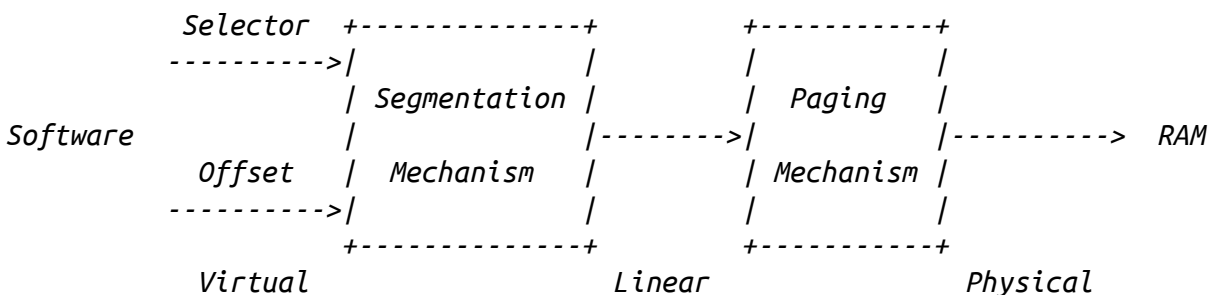 Selector +--------------+ +-----------+
---------->| | | |
| Segmentation | | Paging |
Software | |-------->| |----------> RAM
Offset | Mechanism | | Mechanism |
---------->| | | |
+--------------+ +-----------+
Virtual Linear Physical